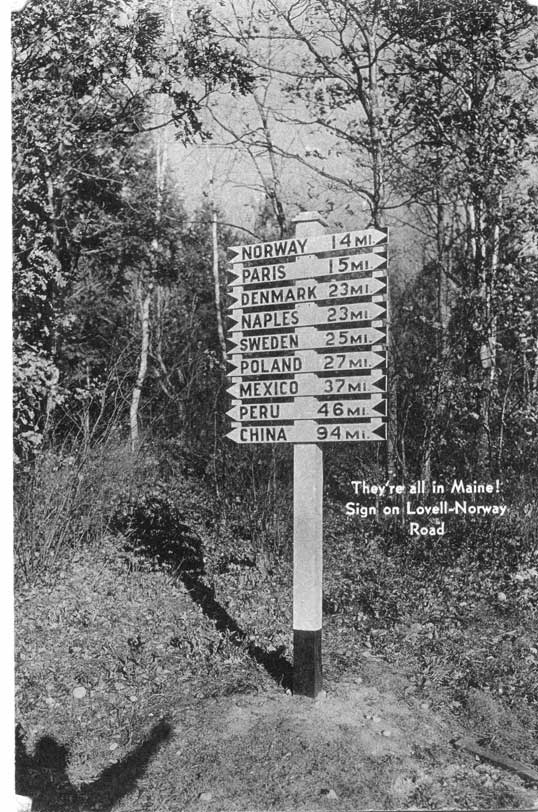 NORWAY 14 MI.
PARIS 15 MI.
DENMARK 23 MI.
NAPLES 23 MI.
SWEDEN 25 MI.
POLAND 27 MI.
MEXICO 37 MI.
PERU 46 MI.
CHINA 94 MI.
They're all in Maine!
Sign on Lovell-Norway
Road